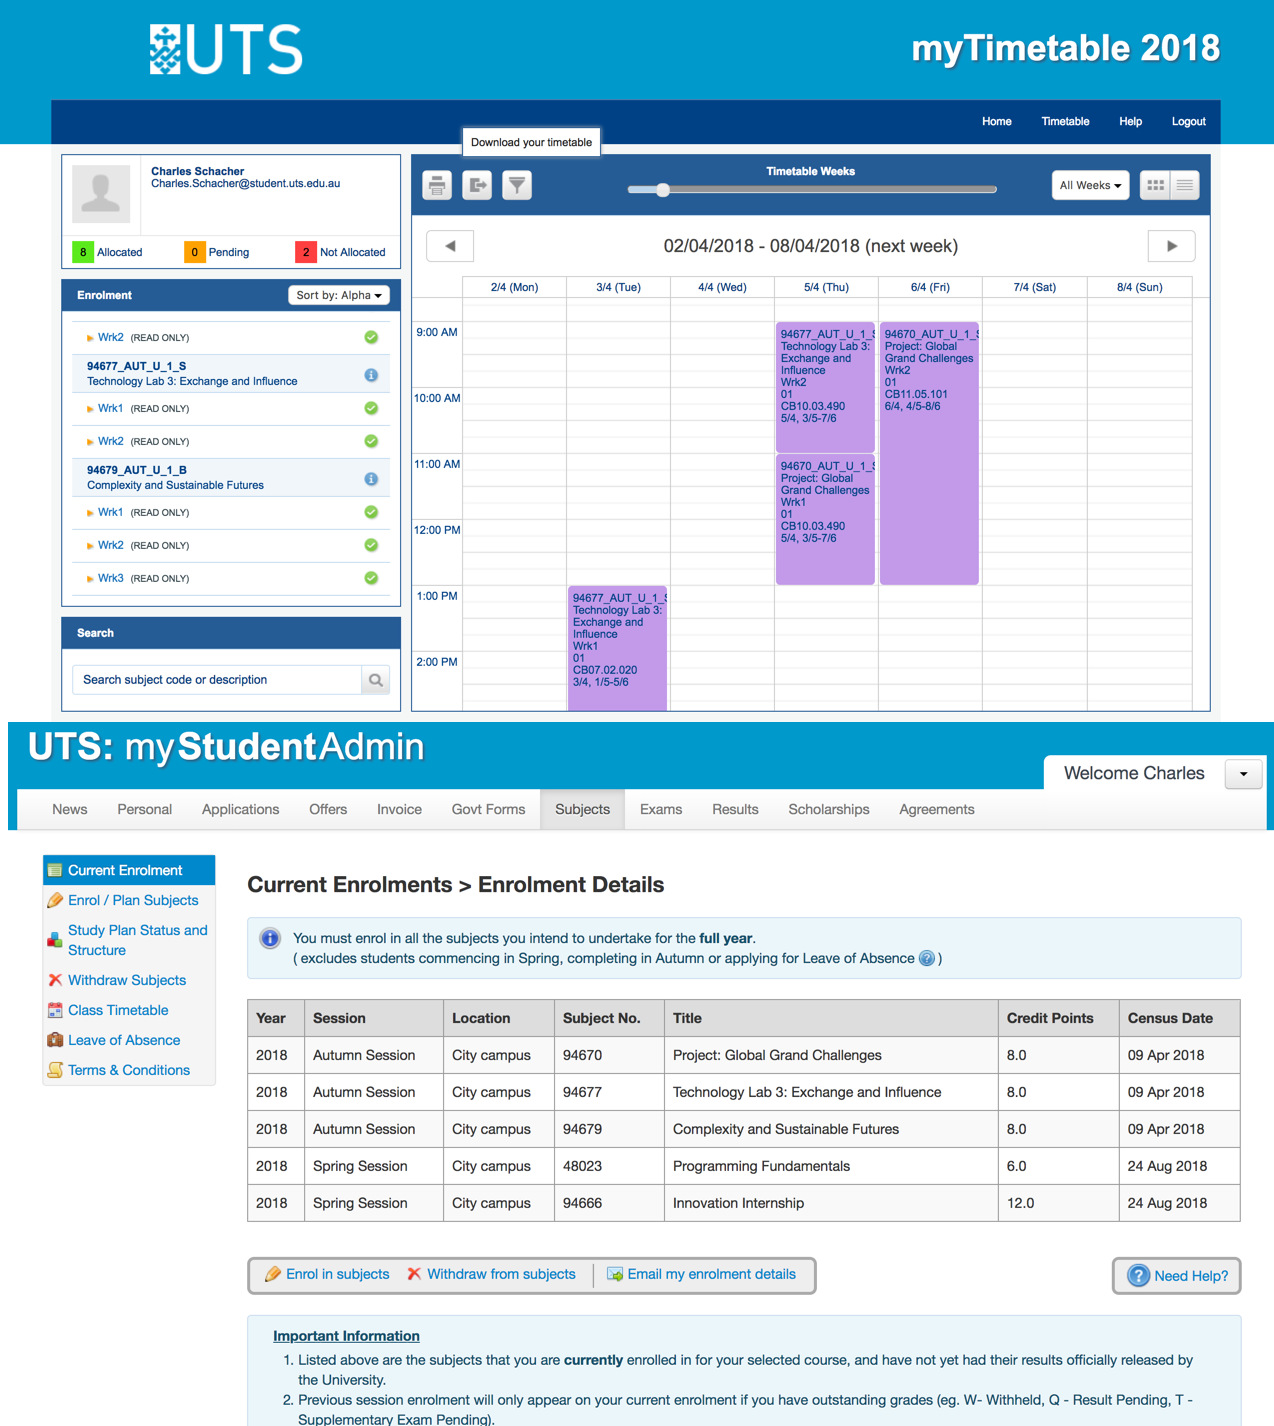 UTS
myTimetable 2018
Home Timetable Help Logout
Download your timetable
Charles Schacher
Charles.Schacher@student.uts.edu.au
8 Allocated 0 Pending 2 Not Allocated
Enrolment Sort by: Alpha
Wrk2 (READ ONLY)
94677_AUT_U_1_S
Technology Lab 3: Exchange and Influence
Wrk1 (READ ONLY)
Wrk2 (READ ONLY)
94679_AUT_U_1_B
Complexity and Sustainable Futures
Wrk1 (READ ONLY)
Wrk2 (READ ONLY)
Wrk3 (READ ONLY)
Search
Search subject code or description
Timetable Weeks
All Weeks
02/04/2018 - 08/04/2018 (next week)
2/4 (Mon) 3/4 (Tue) 4/4 (Wed) 5/4 (Thu) 6/4 (Fri) 7/4 (Sat) 8/4 (Sun)
9:00 AM
10:00 AM
11:00 AM
12:00 PM
1:00 PM
2:00 PM
94677_AUT_U_1_S
Technology Lab 3:
Exchange and
Influence
Wrk1
01
CB07.02.020
3/4, 1/5-5/6
94677_AUT_U_1_S
Technology Lab 3:
Exchange and
Influence
Wrk2
01
CB10.03.490
5/4, 3/5-7/6
94670_AUT_U_1_S
Project: Global
Grand Challenges
Wrk1
01
CB10.03.490
5/4, 3/5-7/6
94670_AUT_U_1_S
Project: Global
Grand Challenges
Wrk2
01
CB11.05.101
6/4, 4/5-8/6
UTS: myStudentAdmin
Welcome Charles
News Personal Applications Offers Invoice Govt Forms Subjects Exams Results Scholarships Agreements
Current Enrolment
Enrol / Plan Subjects
Study Plan Status and
Structure
Withdraw Subjects
Class Timetable
Leave of Absence
Terms & Conditions
Current Enrolments > Enrolment Details
You must enrol in all the subjects you intend to undertake for the full year.
( excludes students commencing in Spring, completing in Autumn or applying for Leave of Absence ? )
Year Session Location Subject No. Title Credit Points Census Date
2018 Autumn Session City campus 94670 Project: Global Grand Challenges 8.0 09 Apr 2018
2018 Autumn Session City campus 94677 Technology Lab 3: Exchange and Influence 8.0 09 Apr 2018
2018 Autumn Session City campus 94679 Complexity and Sustainable Futures 8.0 09 Apr 2018
2018 Spring Session City campus 48023 Programming Fundamentals 6.0 24 Aug 2018
2018 Spring Session City campus 94666 Innovation Internship 12.0 24 Aug 2018
Enrol in subjects Withdraw from subjects Email my enrolment details
? Need Help?
Important Information
1. Listed above are the subjects that you are currently enrolled in for your selected course, and have not yet had their results officially released by
the University.
2. Previous session enrolment will only appear on your current enrolment if you have outstanding grades (eg. W- Withheld, Q - Result Pending, T -
Supplementary Exam Pending).